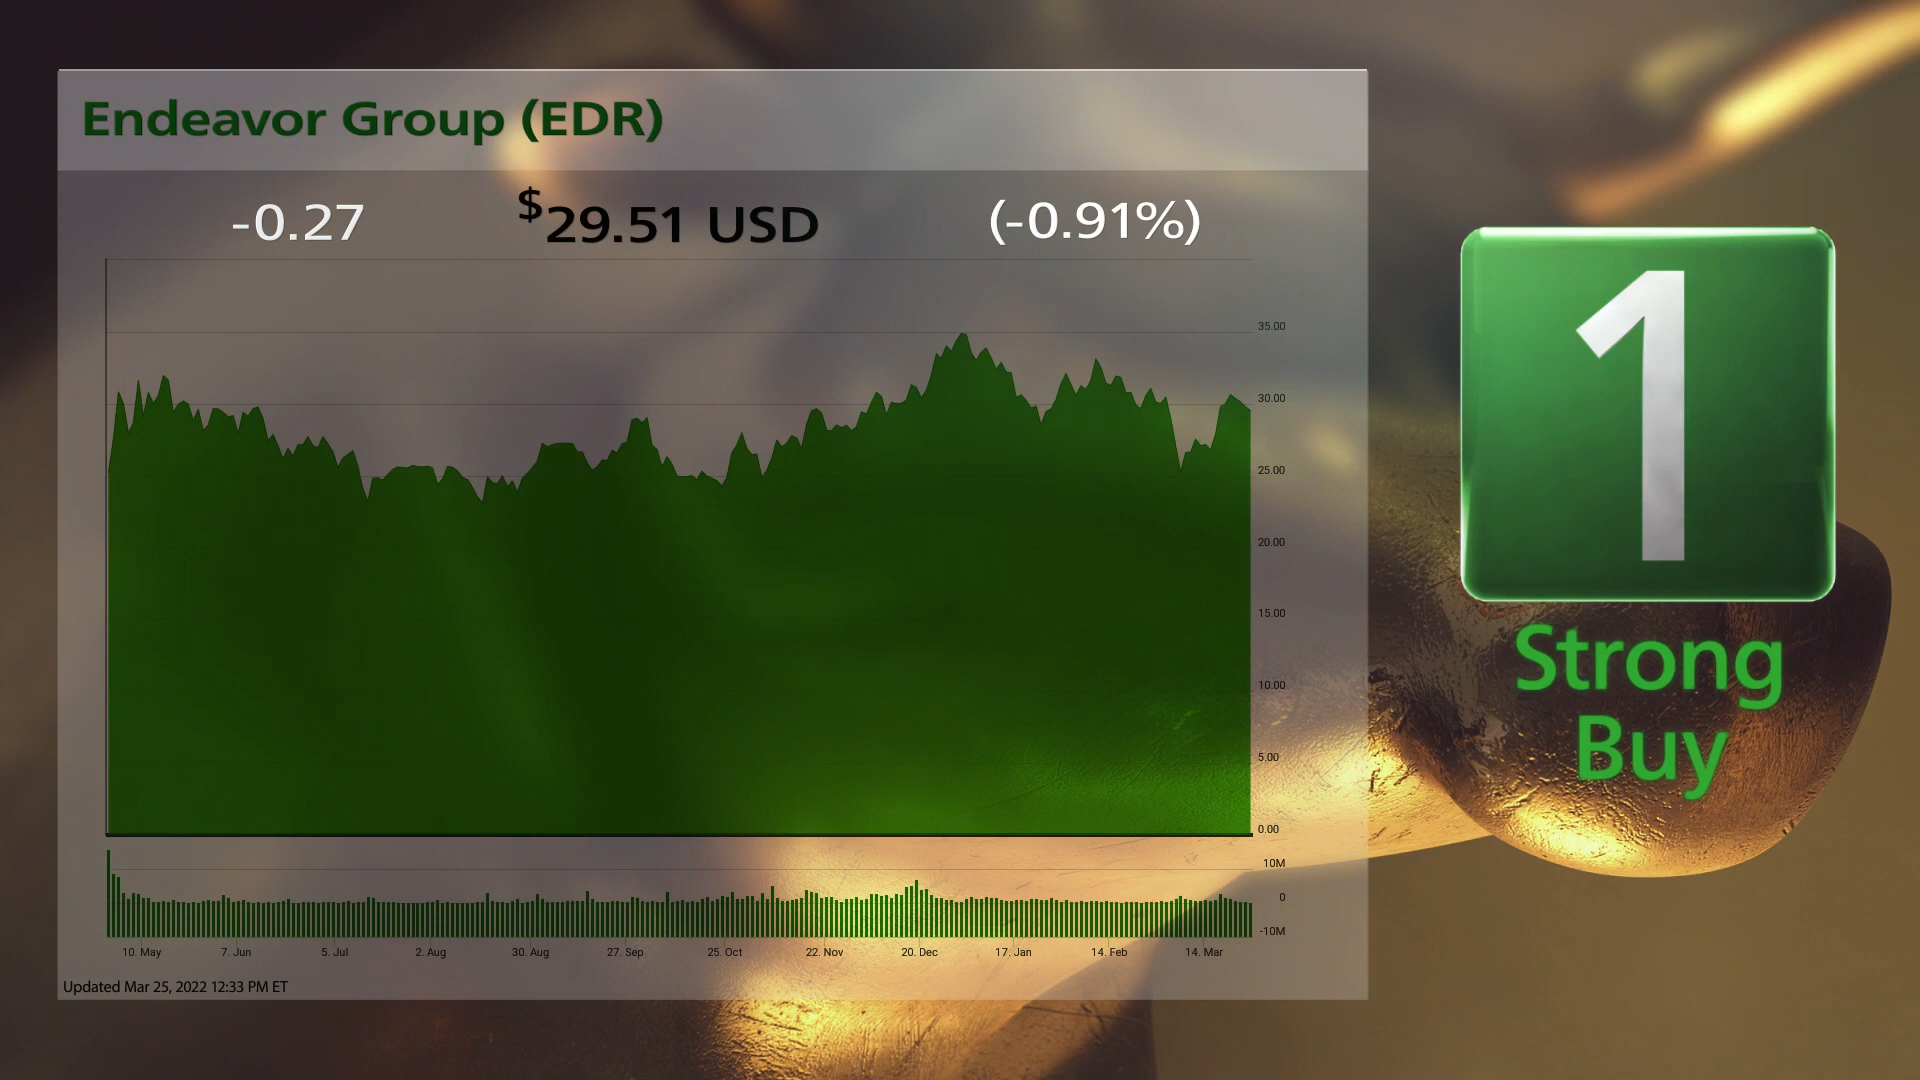 Endeavor Group (EDR)
-0.27 $29.51 USD (-0.91%)
35.00
30.00
25.00
20.00
15.00
10.00
5.00
0.00
10M
0
-10M
10. May 7. Jun 5. Jul 2. Aug 30. Aug 27. Sep 25. Oct 22. Nov 20. Dec 17. Jan 14. Feb 14. Mar
Updated Mar 25, 2022 12:33 PM ET
1
Strong
Buy